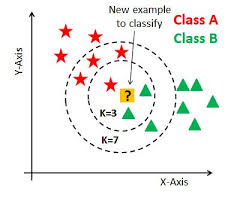 New example
to classify
Class A
Class B
Y-Axis
?
K=3
K=7
X-Axis